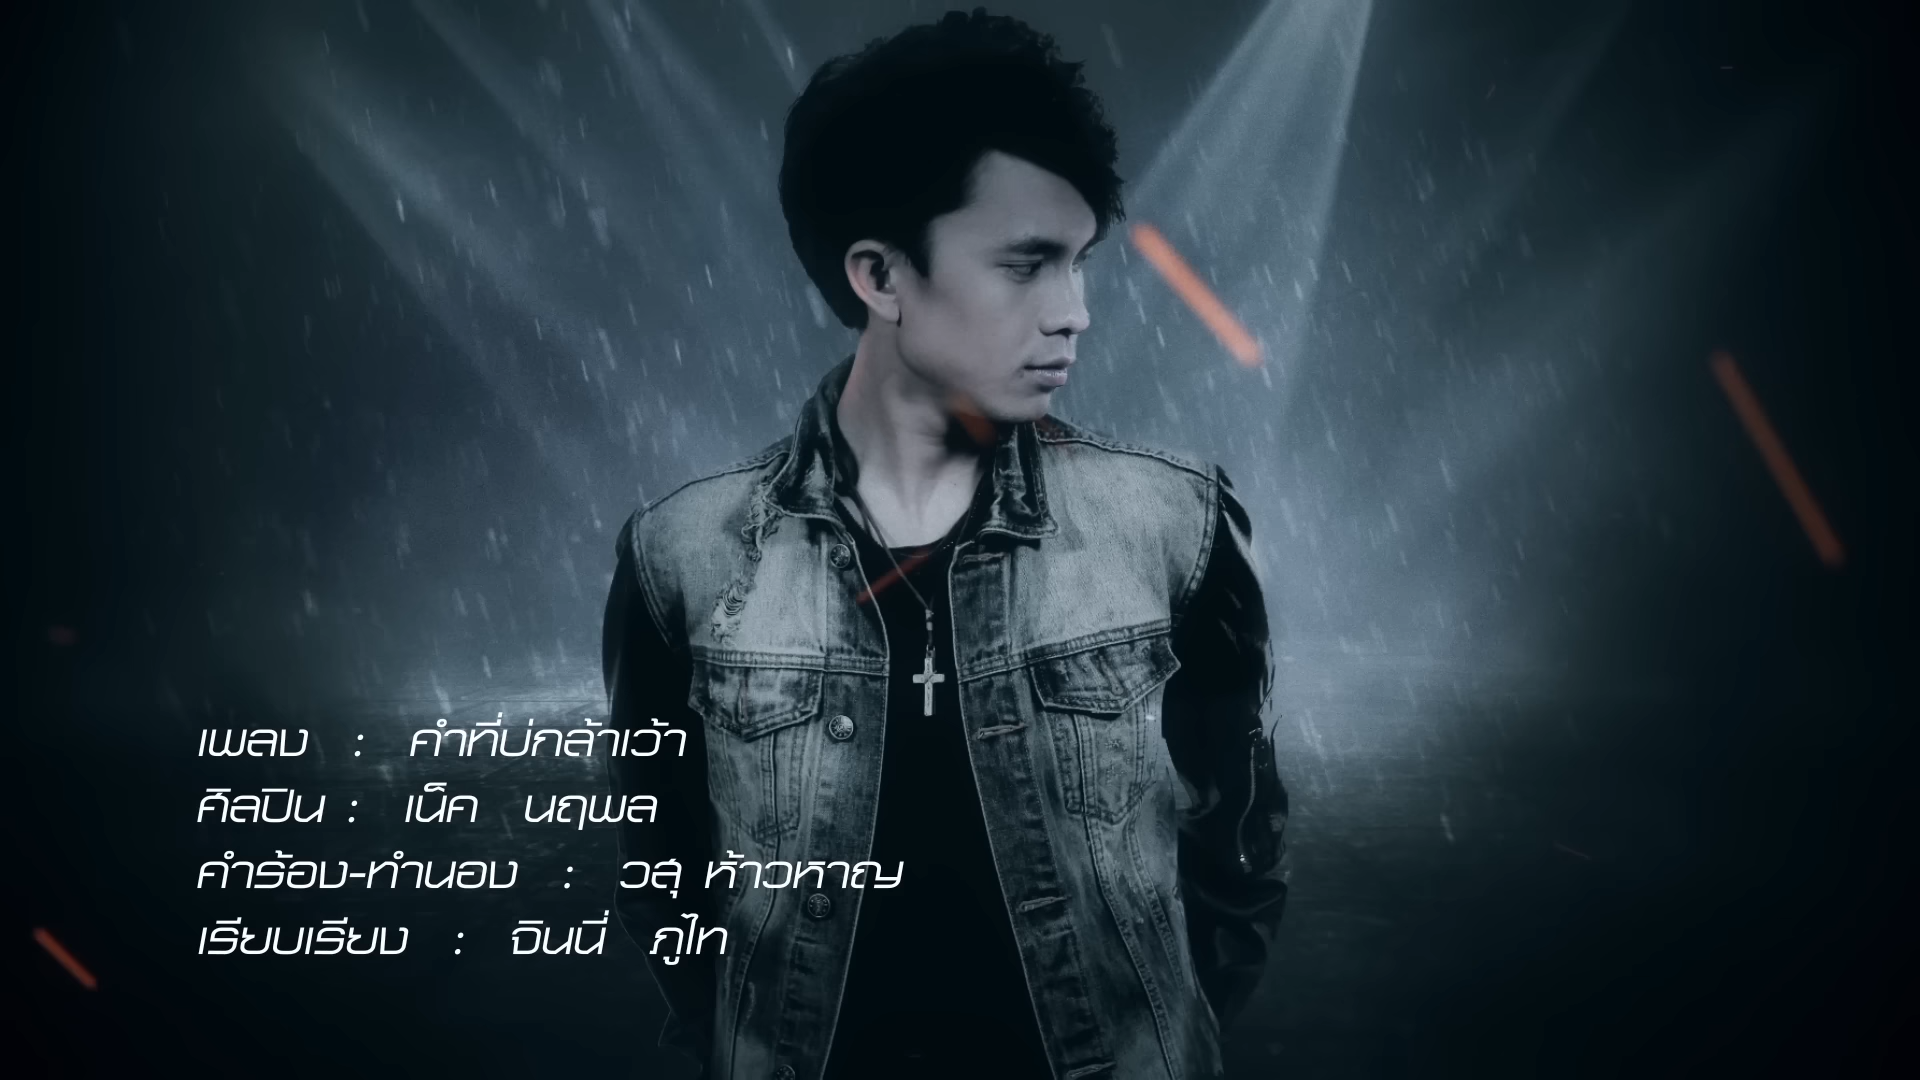 เพลง : คำที่บ่กล้าเว้า
ศิลปิน : เน็ค นฤพล
คำร้อง-ทำนอง : วสุ ห้าวหาญ
เรียบเรียง : จินนี่ ภูไท